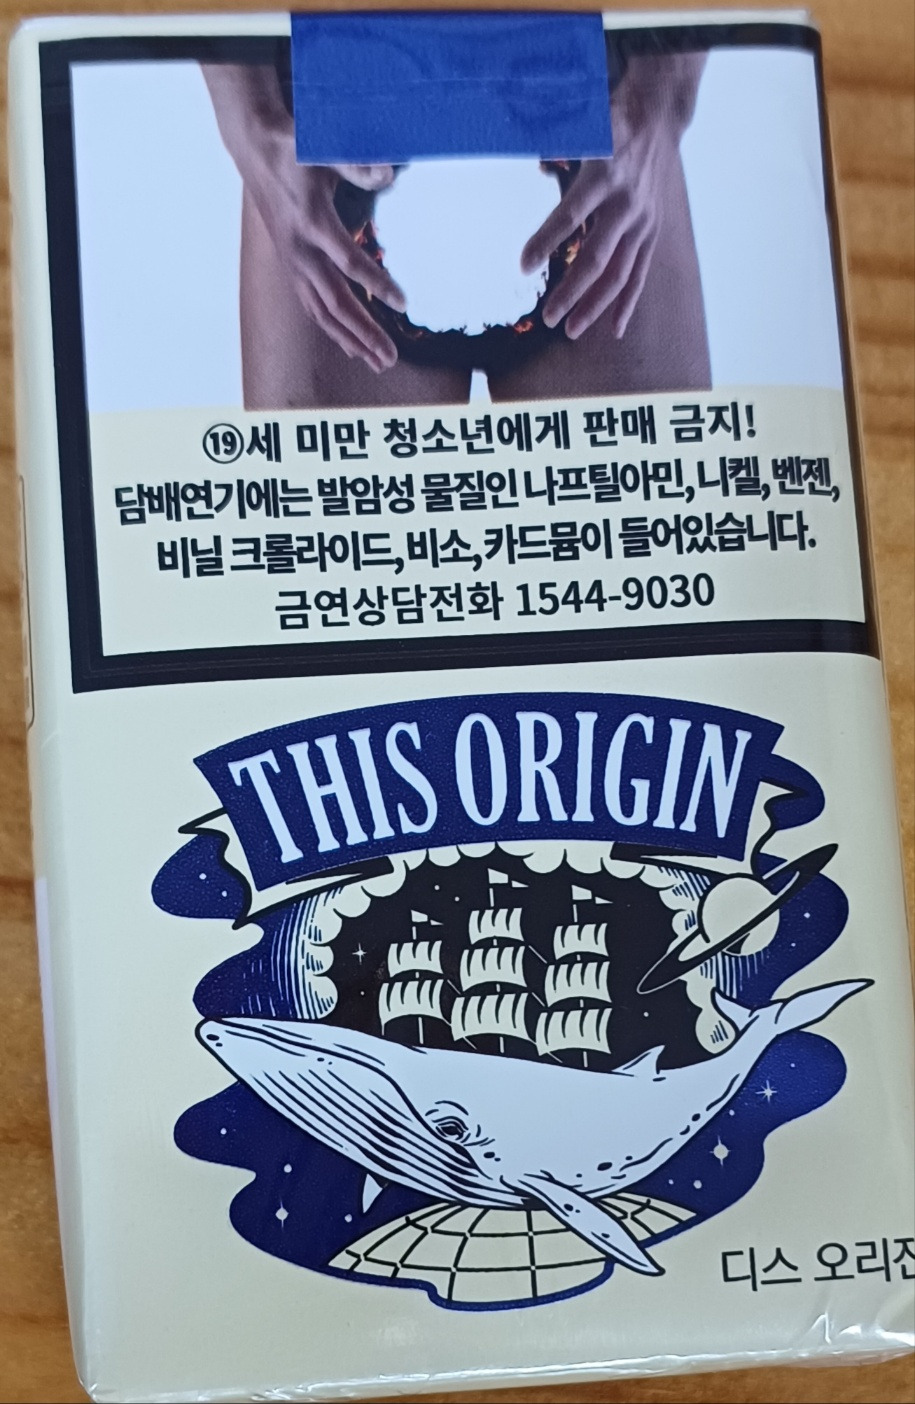 ⑲세 미만 청소년에게 판매 금지!
담배연기에는 발암성 물질인 나프틸아민, 니켈, 벤젠,
비닐 크롤라이드, 비소, 카드뮴이 들어있습니다.
금연상담전화 1544-9030
THIS ORIGIN
디스 오리진